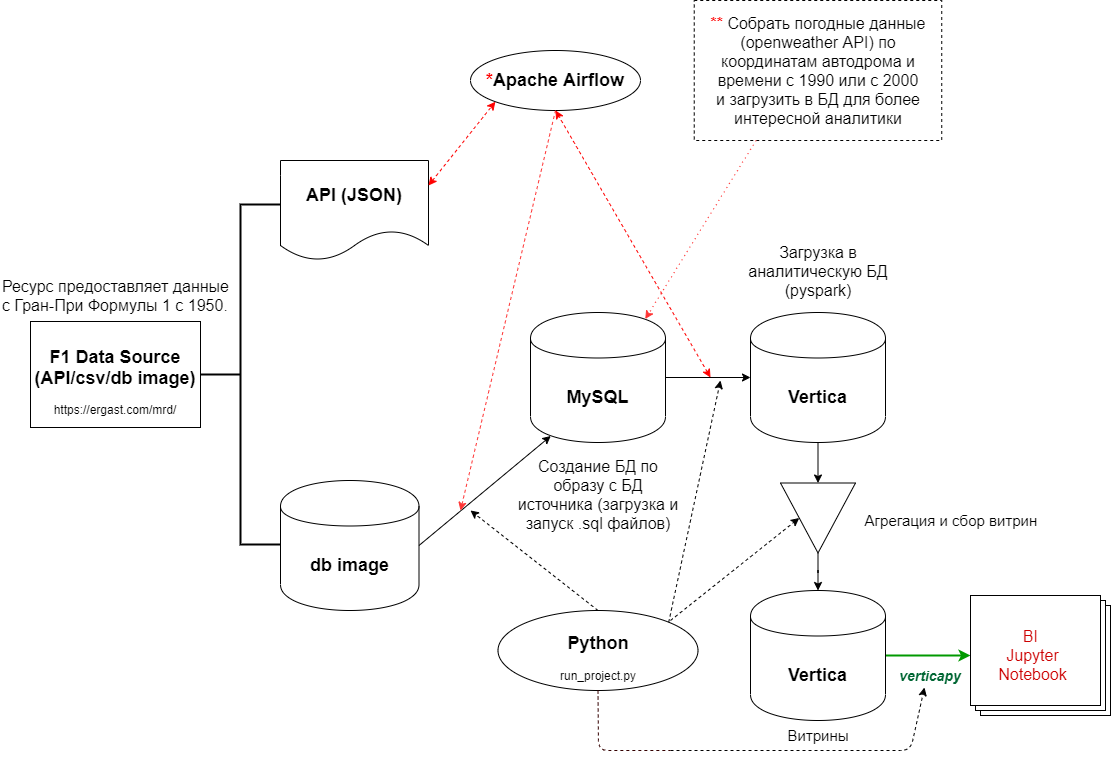 ** Собрать погодные данные
(openweather API) по
координатам автодрома и
времени с 1990 или с 2000
и загрузить в БД для более
интересной аналитики
*Apache Airflow
API (JSON)
Ресурс предоставляет данные
с Гран-При Формулы 1 с 1950.
F1 Data Source
(API/csv/db image)
https://ergast.com/mrd/
Загрузка в
аналитическую БД
(pyspark)
MySQL
Vertica
Создание БД по
образу с БД
источника (загрузка и
запуск .sql файлов)
Агрегация и сбор витрин
db image
Python
run_project.py
Vertica
verticapy
BI
Jupyter
Notebook
Витрины